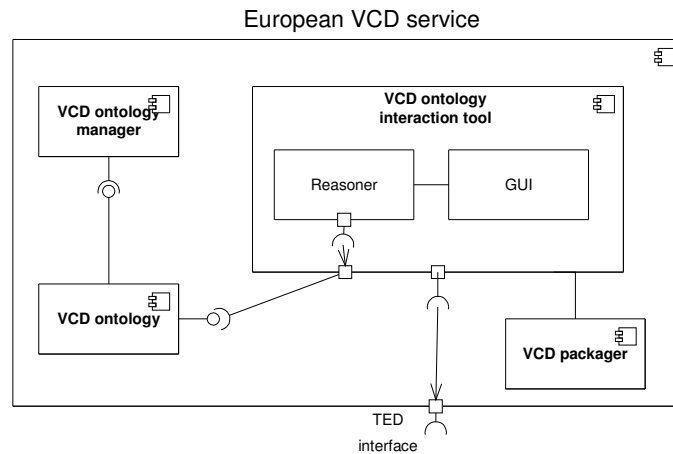 European VCD service
VCD ontology
manager
VCD ontology
interaction tool
Reasoner
GUI
VCD ontology
VCD packager
TED
interface